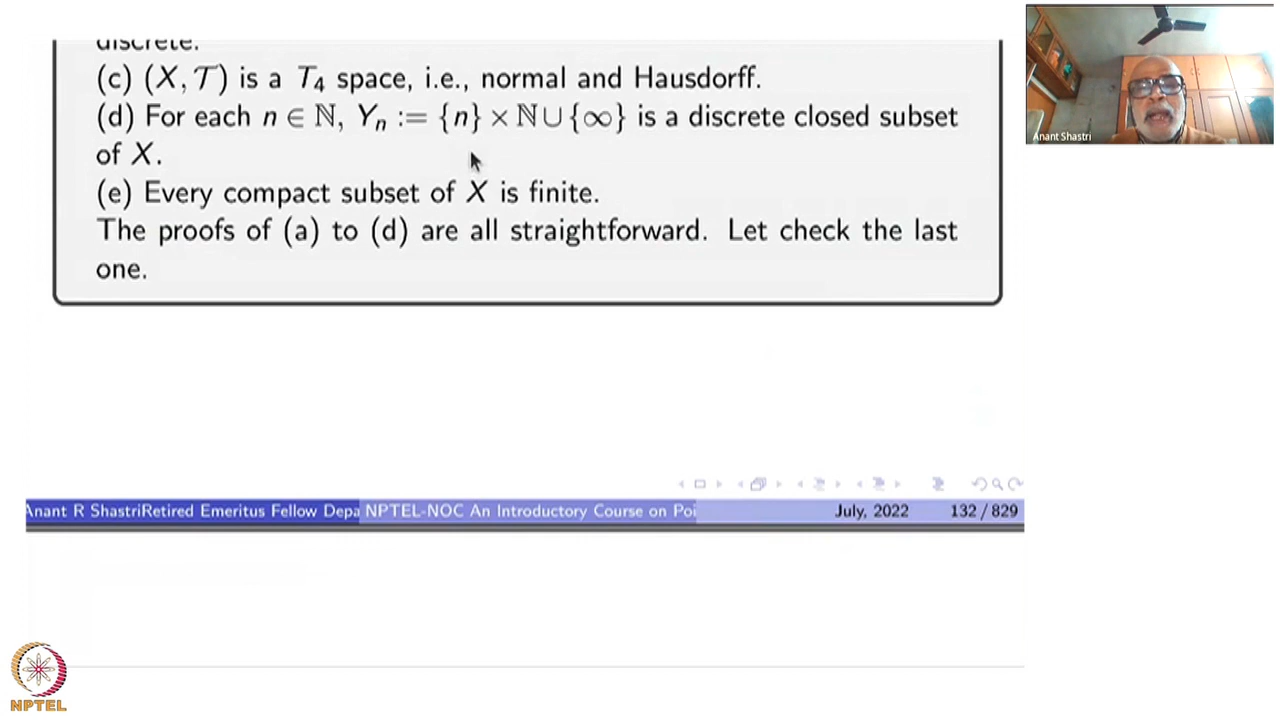 discrete.
(c) (X, 𝒯) is a T₄ space, i.e., normal and Hausdorff.
(d) For each n ∈ ℕ, Yₙ := {n} × ℕ ∪ {∞} is a discrete closed subset
of X.
(e) Every compact subset of X is finite.
The proofs of (a) to (d) are all straightforward. Let check the last
one.
Anant Shastri
Anant R ShastriRetired Emeritus Fellow Depa NPTEL-NOC An Introductory Course on Poi July, 2022 132 / 829
NPTEL